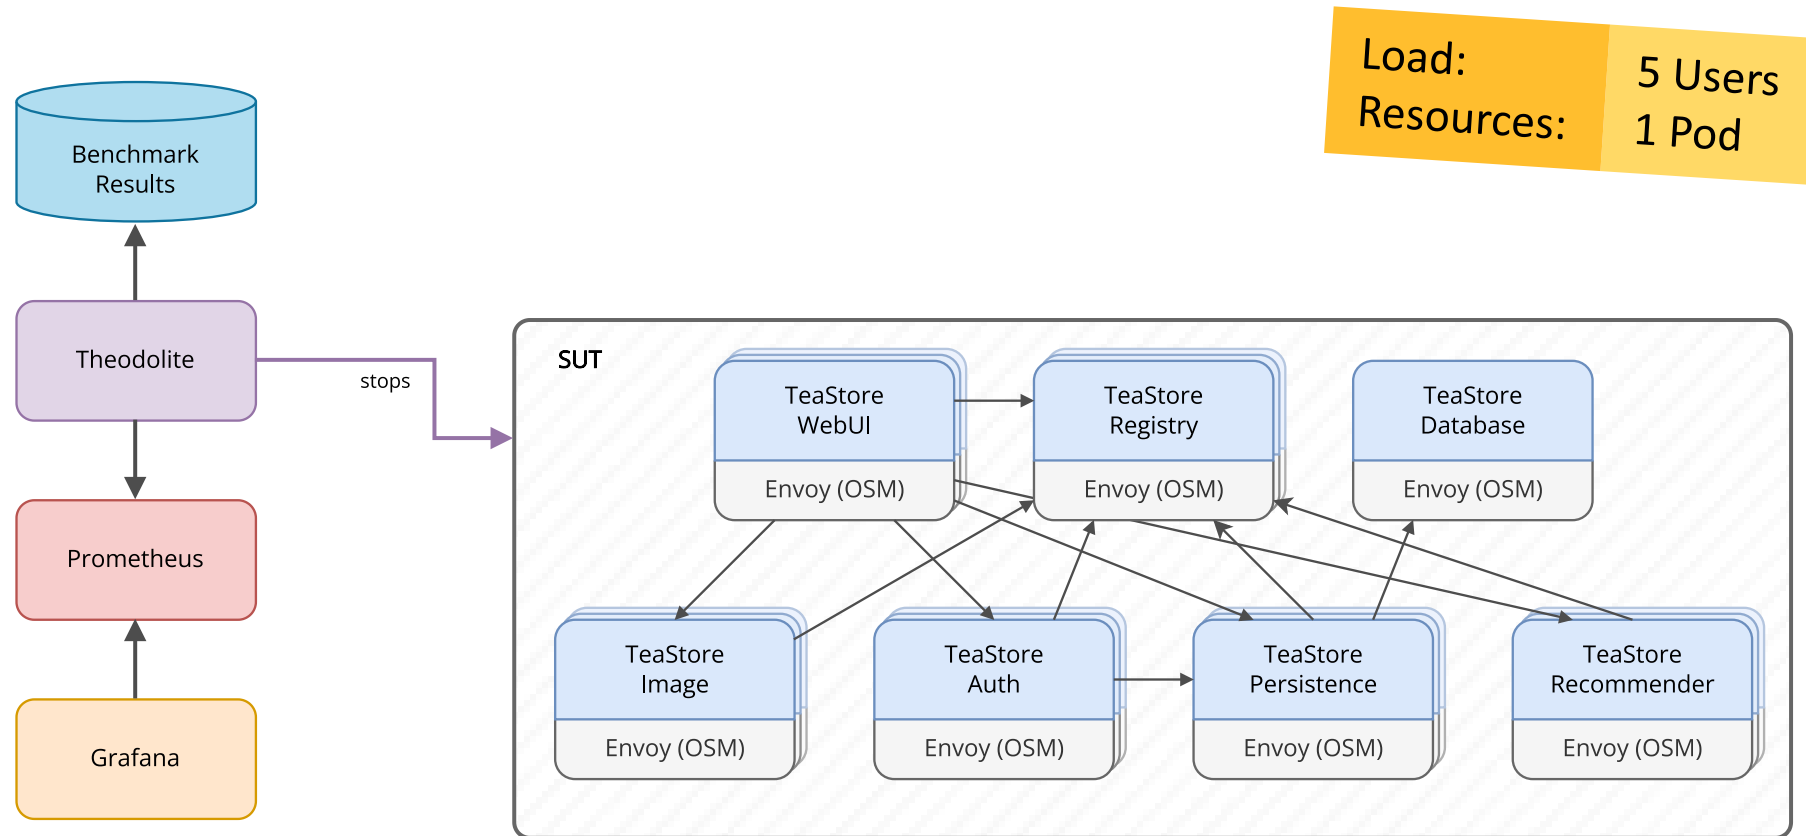 Load:
5 Users
Resources:
1 Pod
Benchmark
Results
Theodolite
stops
Prometheus
Grafana
SUT
TeaStore
WebUI
Envoy (OSM)
TeaStore
Registry
Envoy (OSM)
TeaStore
Database
Envoy (OSM)
TeaStore
Image
Envoy (OSM)
TeaStore
Auth
Envoy (OSM)
TeaStore
Persistence
Envoy (OSM)
TeaStore
Recommender
Envoy (OSM)